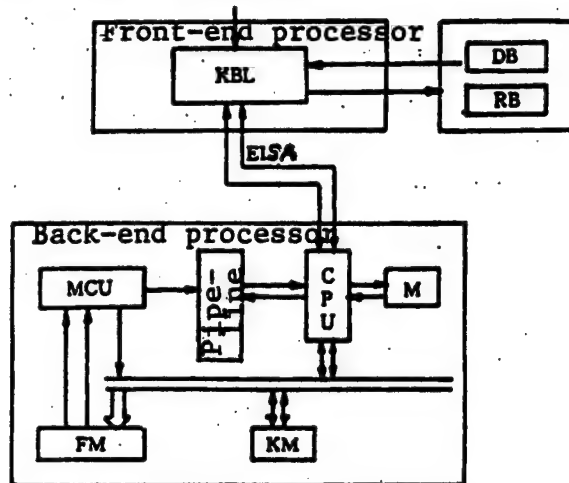 Front-end processor
KBL
DB
RB
EISA
Back-end processor
MCU
Pipe-
line
CPU
M
FM
KM